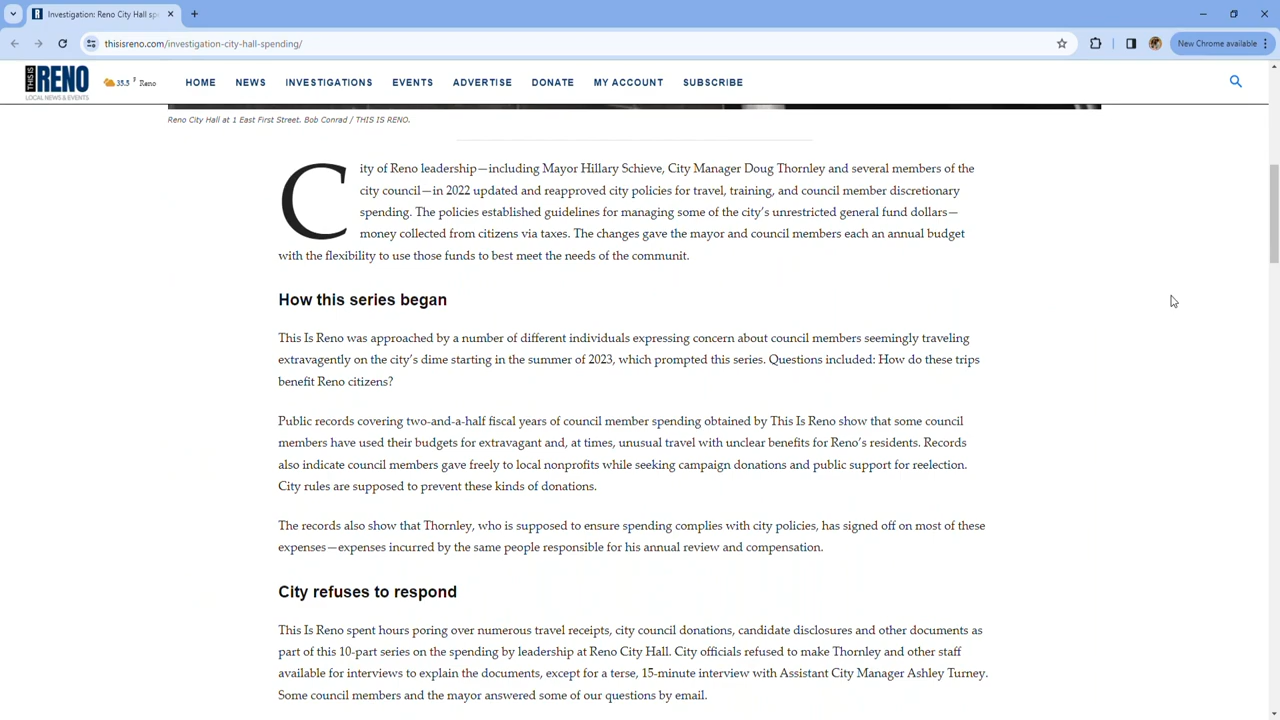 Investigation: Reno City Hall sp
thisisreno.com/investigation-city-hall-spending/
New Chrome available
THIS IS RENO
LOCAL NEWS & EVENTS
35.5 F Reno
HOME NEWS INVESTIGATIONS EVENTS ADVERTISE DONATE MY ACCOUNT SUBSCRIBE
Reno City Hall at 1 East First Street. Bob Conrad / THIS IS RENO.
City of Reno leadership—including Mayor Hillary Schieve, City Manager Doug Thornley and several members of the
city council—in 2022 updated and reapproved city policies for travel, training, and council member discretionary
spending. The policies established guidelines for managing some of the city's unrestricted general fund dollars—
money collected from citizens via taxes. The changes gave the mayor and council members each an annual budget
with the flexibility to use those funds to best meet the needs of the communit.
How this series began
This Is Reno was approached by a number of different individuals expressing concern about council members seemingly traveling
extravagently on the city's dime starting in the summer of 2023, which prompted this series. Questions included: How do these trips
benefit Reno citizens?
Public records covering two-and-a-half fiscal years of council member spending obtained by This Is Reno show that some council
members have used their budgets for extravagant and, at times, unusual travel with unclear benefits for Reno's residents. Records
also indicate council members gave freely to local nonprofits while seeking campaign donations and public support for reelection.
City rules are supposed to prevent these kinds of donations.
The records also show that Thornley, who is supposed to ensure spending complies with city policies, has signed off on most of these
expenses—expenses incurred by the same people responsible for his annual review and compensation.
City refuses to respond
This Is Reno spent hours poring over numerous travel receipts, city council donations, candidate disclosures and other documents as
part of this 10-part series on the spending by leadership at Reno City Hall. City officials refused to make Thornley and other staff
available for interviews to explain the documents, except for a terse, 15-minute interview with Assistant City Manager Ashley Turney.
Some council members and the mayor answered some of our questions by email.